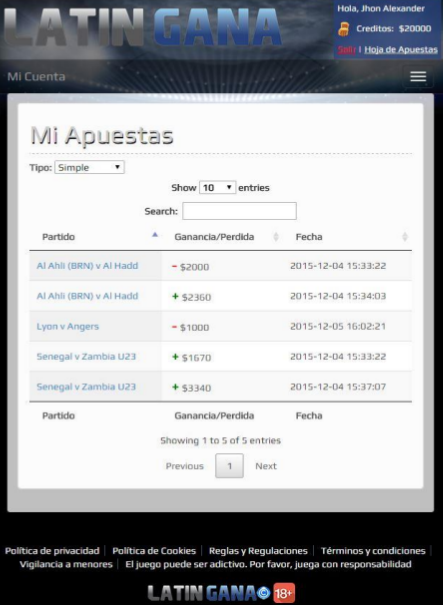 LATIN GANA
Hola, Jhon Alexander
Creditos: $20000
Salir | Hoja de Apuestas
Mi Cuenta
Mi Apuestas
Tipo: Simple
Show 10 entries
Search:
Partido Ganancia/Perdida Fecha
Al Ahli (BRN) v Al Hadd - $2000 2015-12-04 15:33:22
Al Ahli (BRN) v Al Hadd + $2360 2015-12-04 15:34:03
Lyon v Angers - $1000 2015-12-05 16:02:21
Senegal v Zambia U23 + $1670 2015-12-04 15:33:22
Senegal v Zambia U23 + $3340 2015-12-04 15:37:07
Partido Ganancia/Perdida Fecha
Showing 1 to 5 of 5 entries
Previous 1 Next
Política de privacidad | Política de Cookies | Reglas y Regulaciones | Términos y condiciones |
Vigilancia a menores | El juego puede ser adictivo. Por favor, juega con responsabilidad
LATIN GANA © 18+